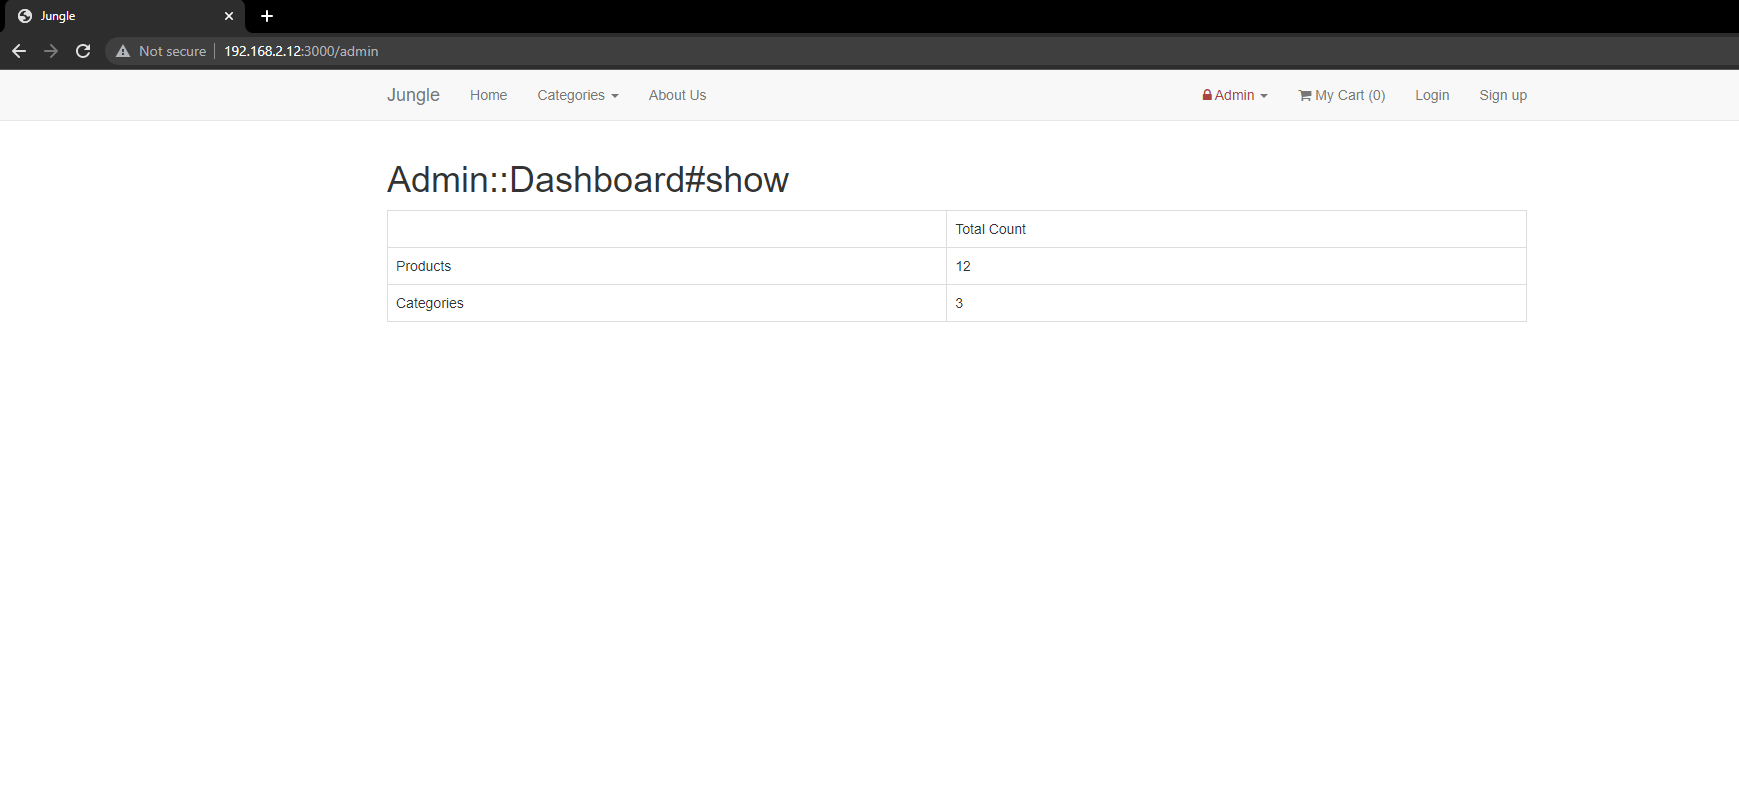 Jungle
Not secure 192.168.2.12:3000/admin
Jungle Home Categories About Us Admin My Cart (0) Login Sign up
Admin::Dashboard#show
Total Count
Products 12
Categories 3